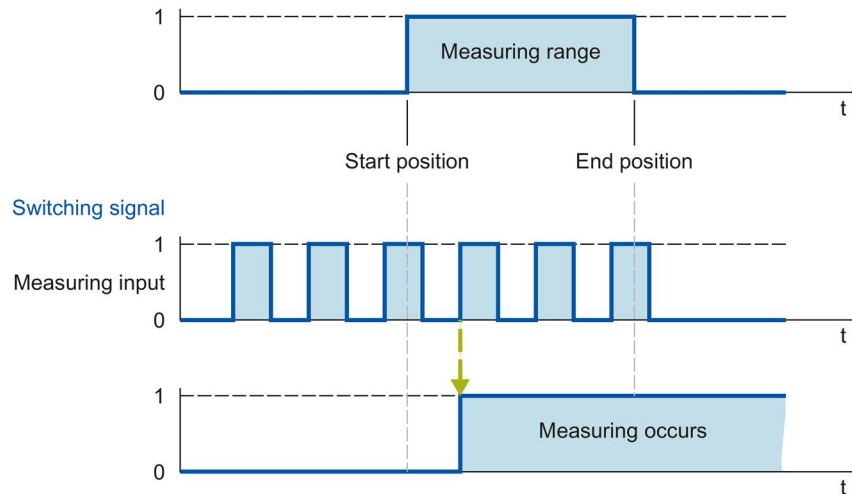 1
Measuring range
0
t
Start position
End position
Switching signal
1
Measuring input
0
t
1
Measuring occurs
0
t